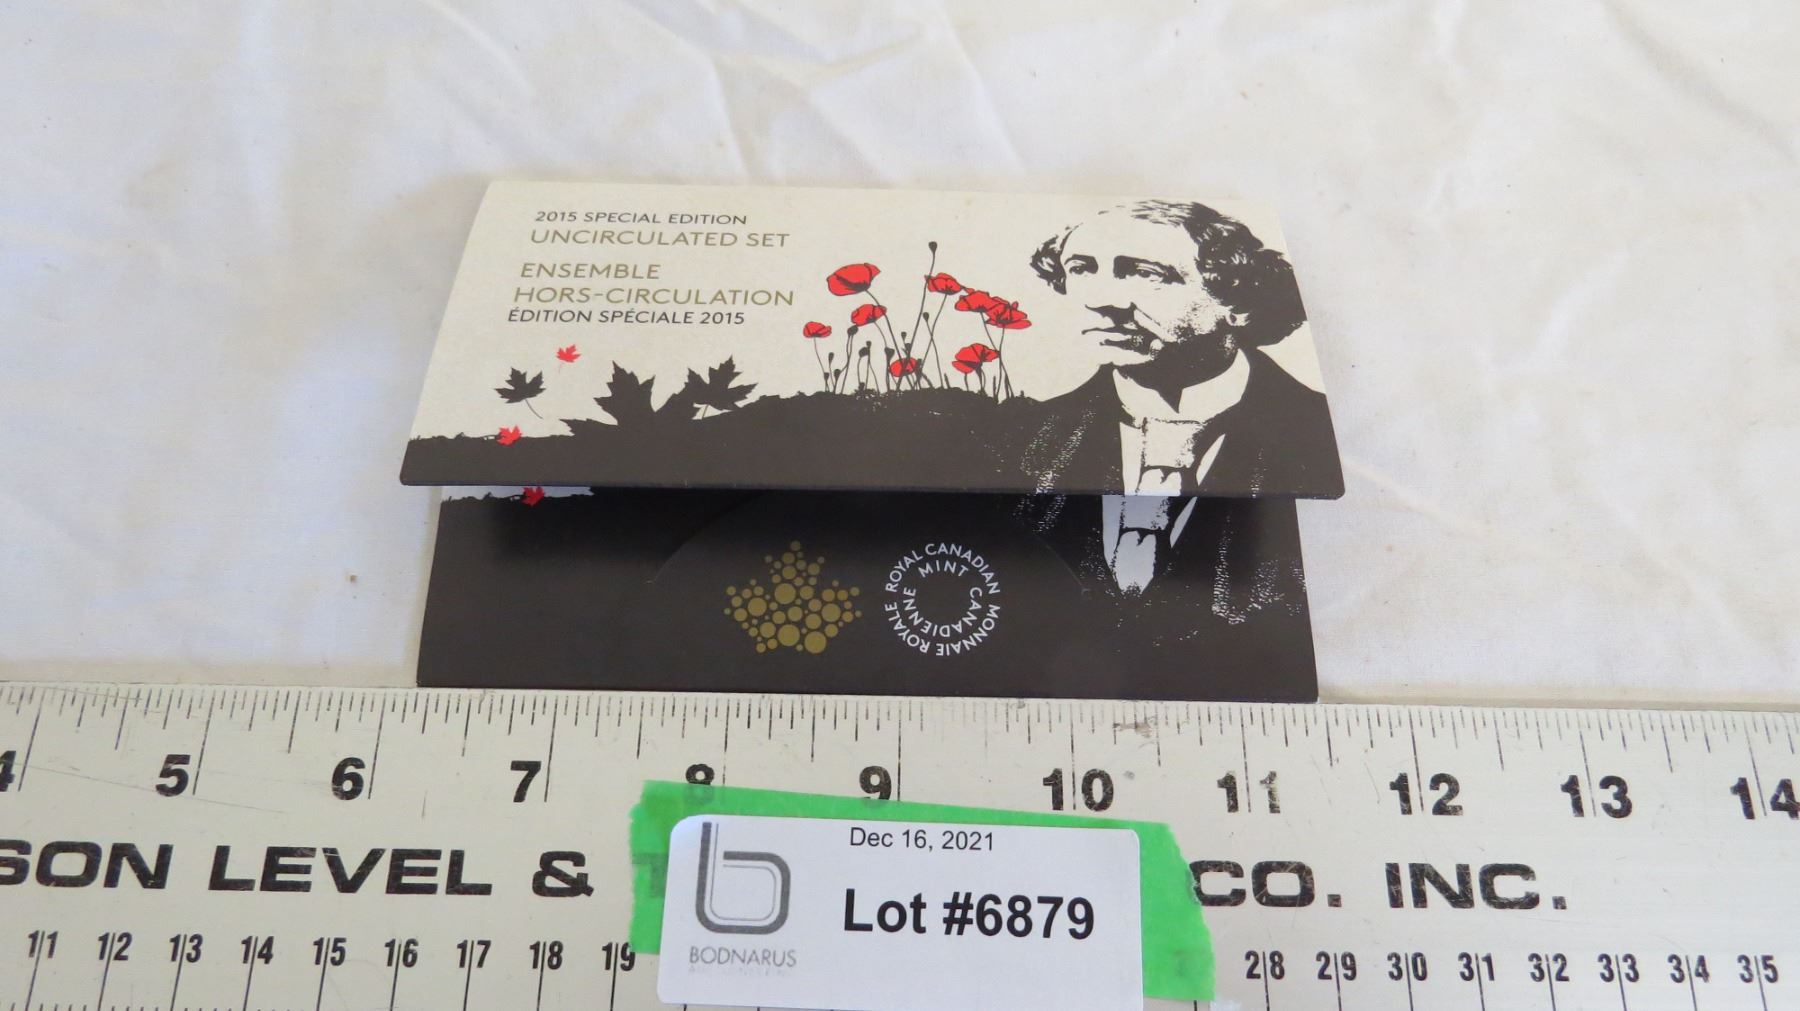 2015 SPECIAL EDITION
UNCIRCULATED SET
ENSEMBLE
HORS-CIRCULATION
ÉDITION SPÉCIALE 2015
ROYAL CANADIAN MINT
MONNAIE ROYALE CANADIENNE
4 5 6 7 8 9 10 11 12 13 14
SON LEVEL & T CO. INC.
Dec 16, 2021
Lot #6879
BODNARUS
AUCTIONEERING
11 12 13 14 15 16 17 18 19 28 29 30 31 32 33 34 35